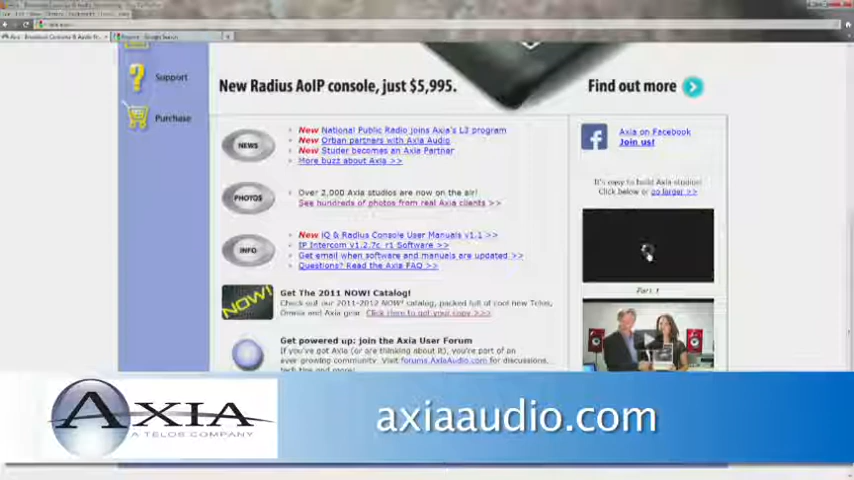 Support
New Radius AoIP console, just $5,995.
Find out more
Purchase
NEWS
New National Public Radio joins Axia's L3 program
New Orban partners with Axia Audio
New Studer becomes an Axia Partner
More buzz about Axia >>
Axia on Facebook
Join us!
PHOTOS
Over 2,000 Axia studios are now on the air!
See hundreds of photos from real Axia clients >>
It's easy to build Axia studios!
Click below or go larger >>
INFO
New iQ & Radius Console User Manuals v1.1 >>
IP Intercom v1.2.7c_r1 Software >>
Get email when software and manuals are updated >>
Questions? Read the Axia FAQ >>
Part 1
NOW!
Get The 2011 NOW! Catalog!
Check out our 2011-2012 NOW! catalog, packed full of cool new Telos,
Omnia and Axia gear. Click Here to get your copy >>>
Get powered up: join the Axia User Forum
If you've got Axia (or are thinking about it), you're part of an
ever growing community. Visit forums.AxiaAudio.com for discussions,
tech tips and more!
AXIA
A TELOS COMPANY
axiaaudio.com